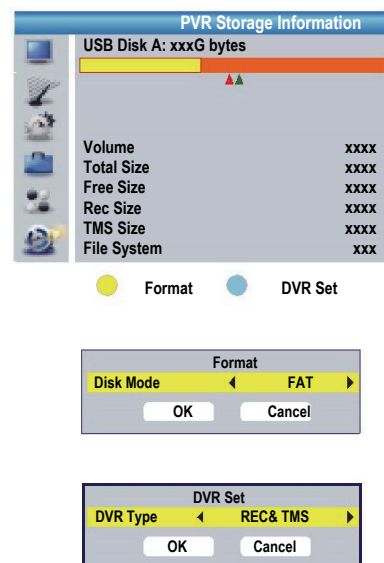 PVR Storage Information
USB Disk A: xxxG bytes
Volume xxxx
Total Size xxxx
Free Size xxxx
Rec Size xxxx
TMS Size xxxx
File System xxx
Format DVR Set
Format
Disk Mode FAT
OK Cancel
DVR Set
DVR Type REC& TMS
OK Cancel